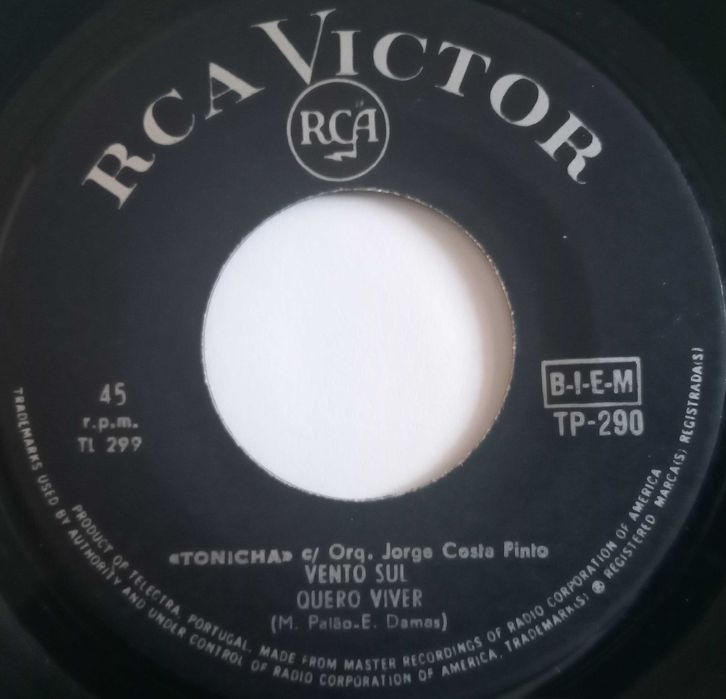 RCA VICTOR
RCA
45
r.p.m.
TL 299
B-I-E-M
TP-290
«TONICHA» c/ Orq. Jorge Costa Pinto
VENTO SUL
QUERO VIVER
(M. Paião-E. Damas)
PRODUCT OF TELECTRA, PORTUGAL, MADE FROM MASTER RECORDINGS OF RADIO CORPORATION OF AMERICA
TRADEMARKS USED BY AUTHORITY AND UNDER CONTROL OF RADIO CORPORATION OF AMERICA. TRADEMARK(S) ® REGISTERED MARCA(S) REGISTRADA(S)